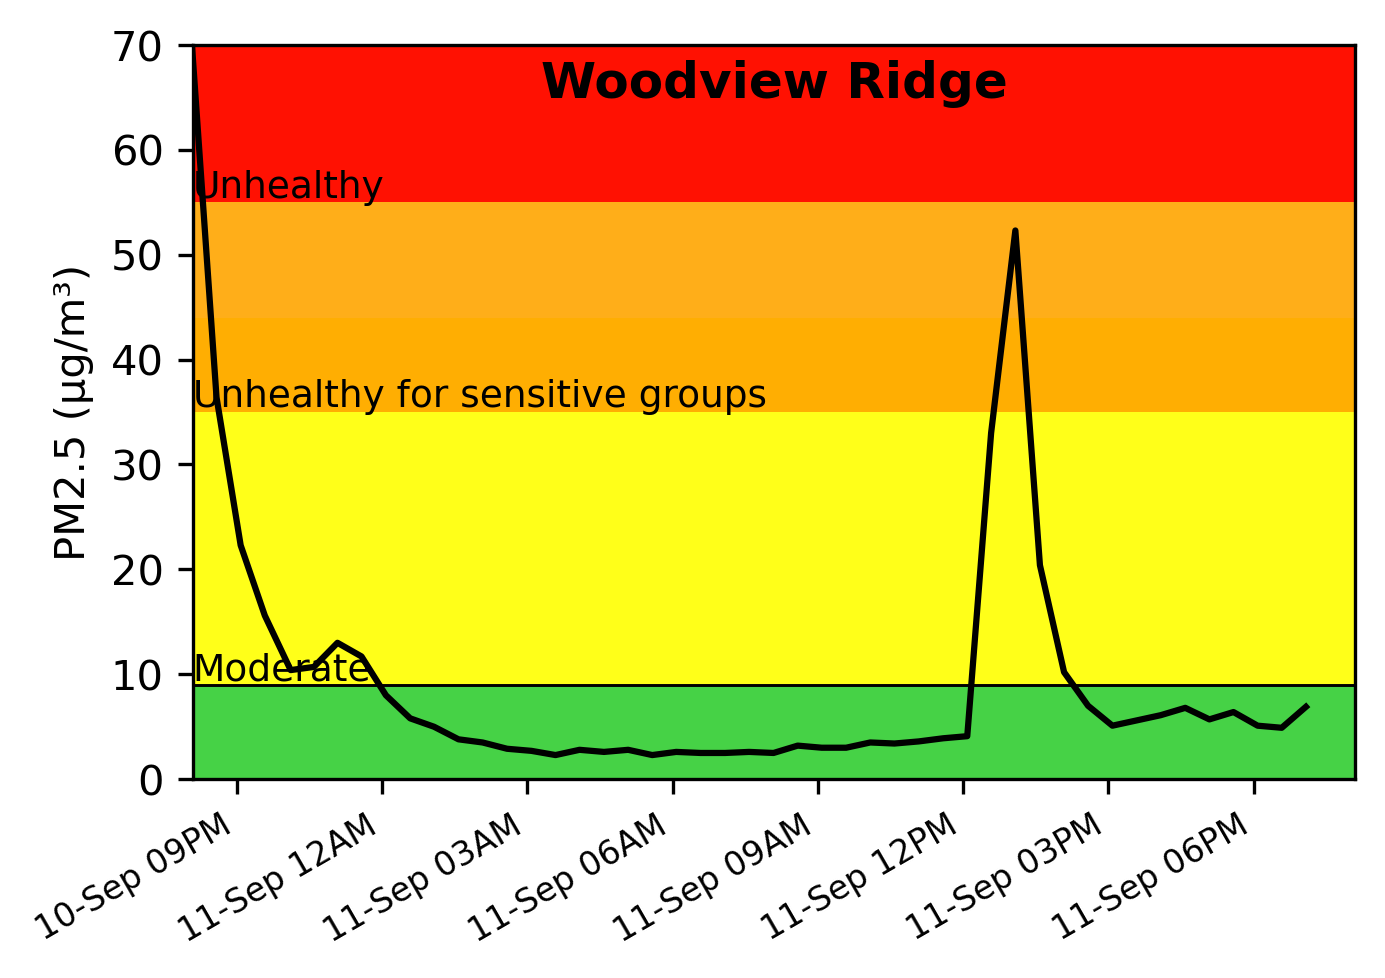 Woodview Ridge
70
60
50
40
30
20
10
0
PM2.5 (µg/m³)
Unhealthy
Unhealthy for sensitive groups
Moderate
10-Sep 09PM
11-Sep 12AM
11-Sep 03AM
11-Sep 06AM
11-Sep 09AM
11-Sep 12PM
11-Sep 03PM
11-Sep 06PM